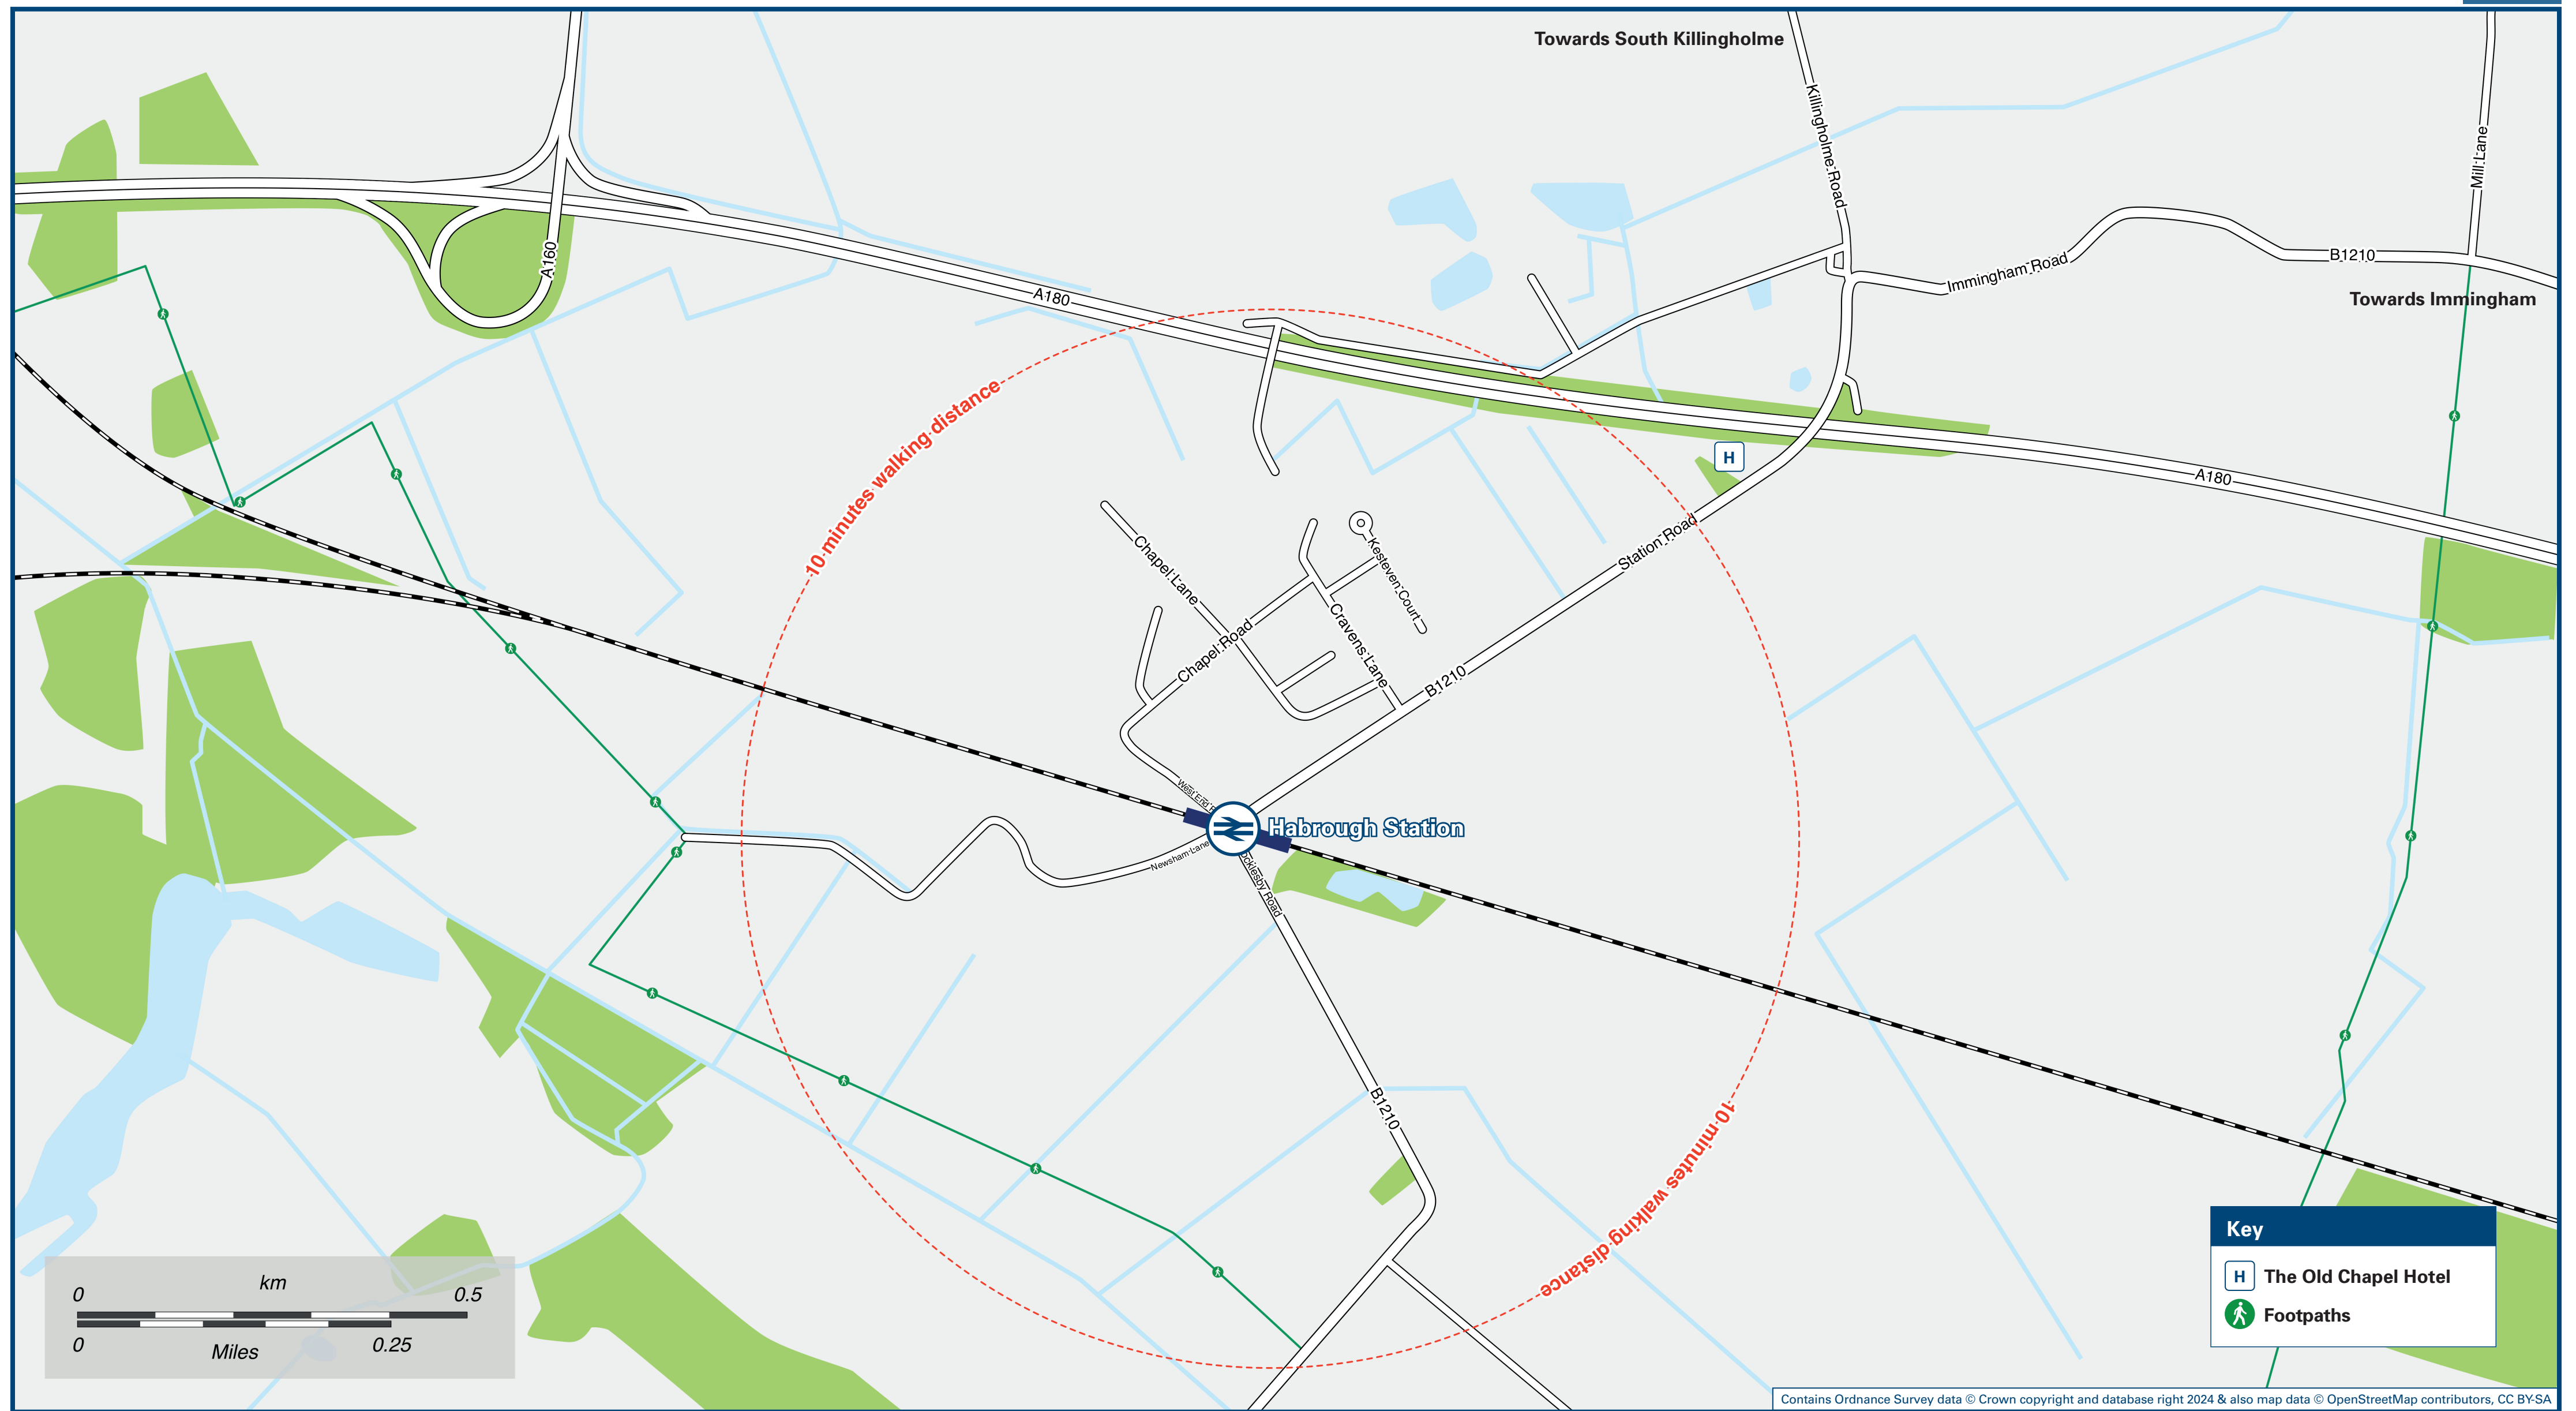 Towards South Killingholme
Killingholme Road
Mill Lane
A160
Immingham Road
B1210
Towards Immingham
A180
10 minutes walking distance
H
A180
Station Road
Chapel Lane
Kesteven Court
Cravens Lane
Chapel Road
B1210
West End
Habrough Station
Newsham Lane
Road
B1210
10 minutes walking distance
Key
H The Old Chapel Hotel
Footpaths
km
0 0.5
0 0.25
Miles
Contains Ordnance Survey data © Crown copyright and database right 2024 & also map data © OpenStreetMap contributors, CC BY-SA